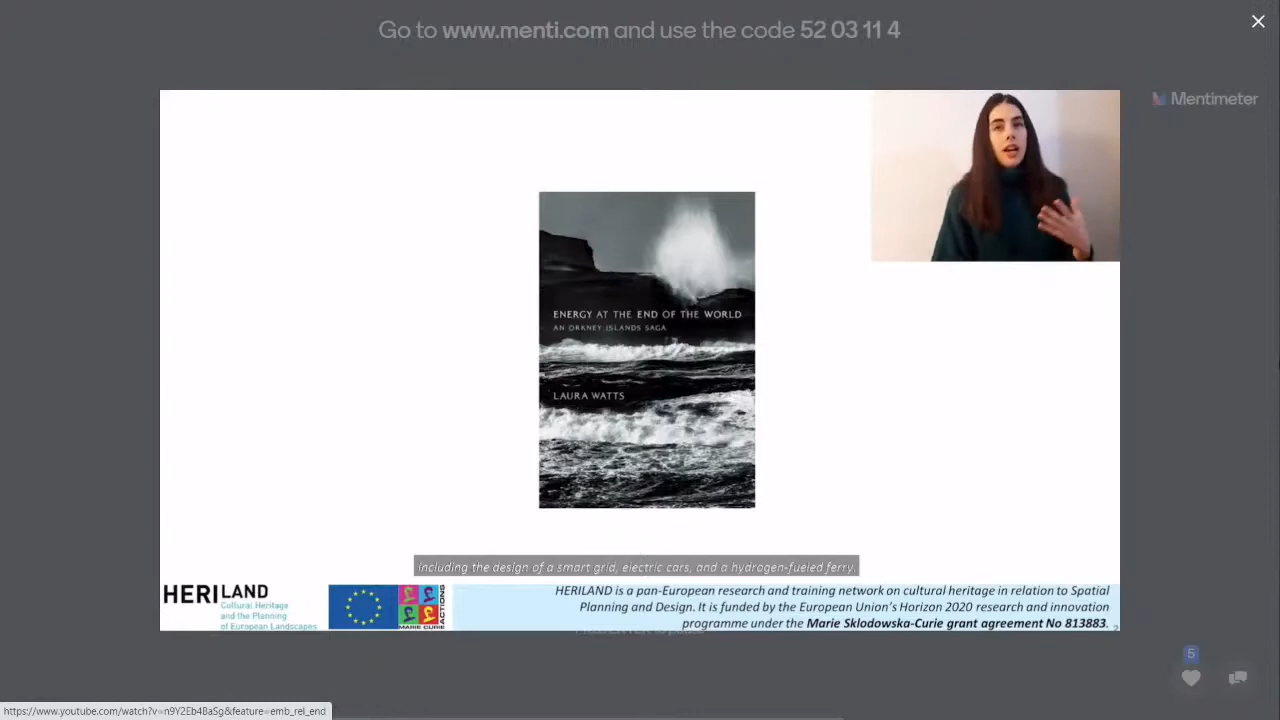 Go to www.menti.com and use the code 52 03 11 4
Mentimeter
ENERGY AT THE END OF THE WORLD
AN ORKNEY ISLANDS SAGA
LAURA WATTS
including the design of a smart grid, electric cars, and a hydrogen-fueled ferry.
HERILAND
Cultural Heritage
and the Planning
of European Landscapes
MARIE CURIE
ACTIONS
HERILAND is a pan-European research and training network on cultural heritage in relation to Spatial
Planning and Design. It is funded by the European Union's Horizon 2020 research and innovation
programme under the Marie Sklodowska-Curie grant agreement No 813883.
2
5
https://www.youtube.com/watch?v=n9Y2Eb4BaSg&feature=emb_rel_end